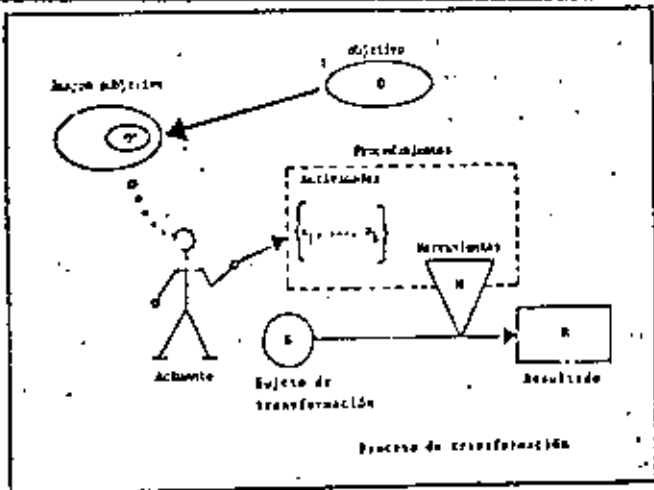 objetivo
O
Imagen subjetiva
O'
Procedimientos
Actividades
Herramientas
H
S
R
Actuante
Sujeto de
transformación
Resultado
Proceso de transformación